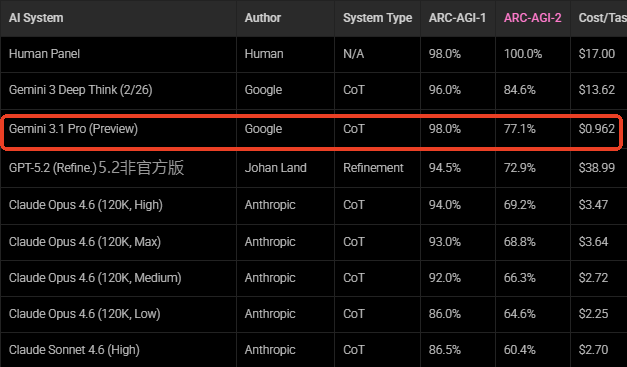 AI System Author System Type ARC-AGI-1 ARC-AGI-2 Cost/Tas
Human Panel Human N/A 98.0% 100.0% $17.00
Gemini 3 Deep Think (2/26) Google CoT 96.0% 84.6% $13.62
Gemini 3.1 Pro (Preview) Google CoT 98.0% 77.1% $0.962
GPT-5.2 (Refine.) 5.2非官方版 Johan Land Refinement 94.5% 72.9% $38.99
Claude Opus 4.6 (120K, High) Anthropic CoT 94.0% 69.2% $3.47
Claude Opus 4.6 (120K, Max) Anthropic CoT 93.0% 68.8% $3.64
Claude Opus 4.6 (120K, Medium) Anthropic CoT 92.0% 66.3% $2.72
Claude Opus 4.6 (120K, Low) Anthropic CoT 86.0% 64.6% $2.25
Claude Sonnet 4.6 (High) Anthropic CoT 86.5% 60.4% $2.70